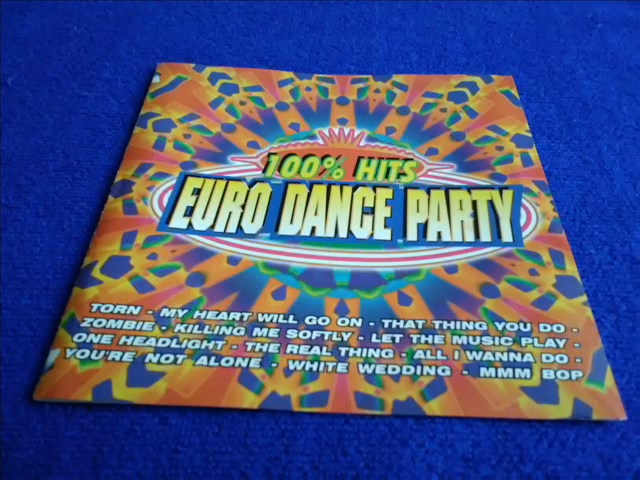 100% HITS
EURO DANCE PARTY
TORN - MY HEART WILL GO ON - THAT THING YOU DO -
ZOMBIE - KILLING ME SOFTLY - LET THE MUSIC PLAY -
ONE HEADLIGHT - THE REAL THING - ALL I WANNA DO -
YOU'RE NOT ALONE - WHITE WEDDING - MMM BOP